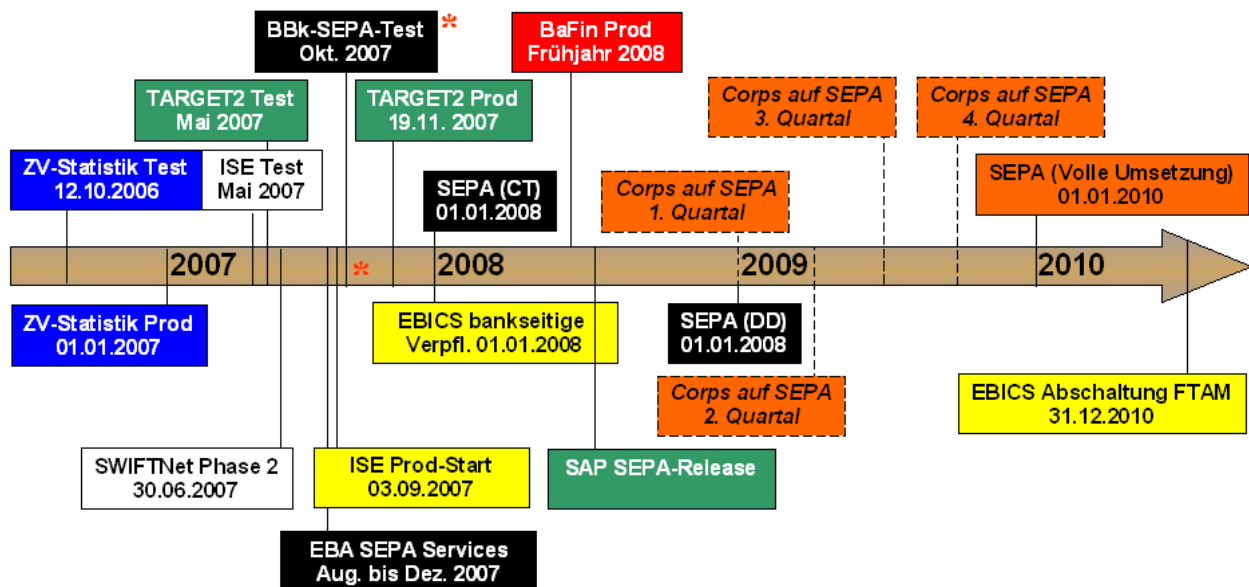 BBk-SEPA-Test *
Okt. 2007
BaFin Prod
Frühjahr 2008
TARGET2 Test
Mai 2007
TARGET2 Prod
19.11. 2007
Corps auf SEPA
3. Quartal
Corps auf SEPA
4. Quartal
ZV-Statistik Test
12.10.2006
ISE Test
Mai 2007
SEPA (CT)
01.01.2008
Corps auf SEPA
1. Quartal
SEPA (Volle Umsetzung)
01.01.2010
2007 * 2008 2009 2010
ZV-Statistik Prod
01.01.2007
EBICS bankseitige
Verpfl. 01.01.2008
SEPA (DD)
01.01.2008
Corps auf SEPA
2. Quartal
EBICS Abschaltung FTAM
31.12.2010
SWIFTNet Phase 2
30.06.2007
ISE Prod-Start
03.09.2007
SAP SEPA-Release
EBA SEPA Services
Aug. bis Dez. 2007